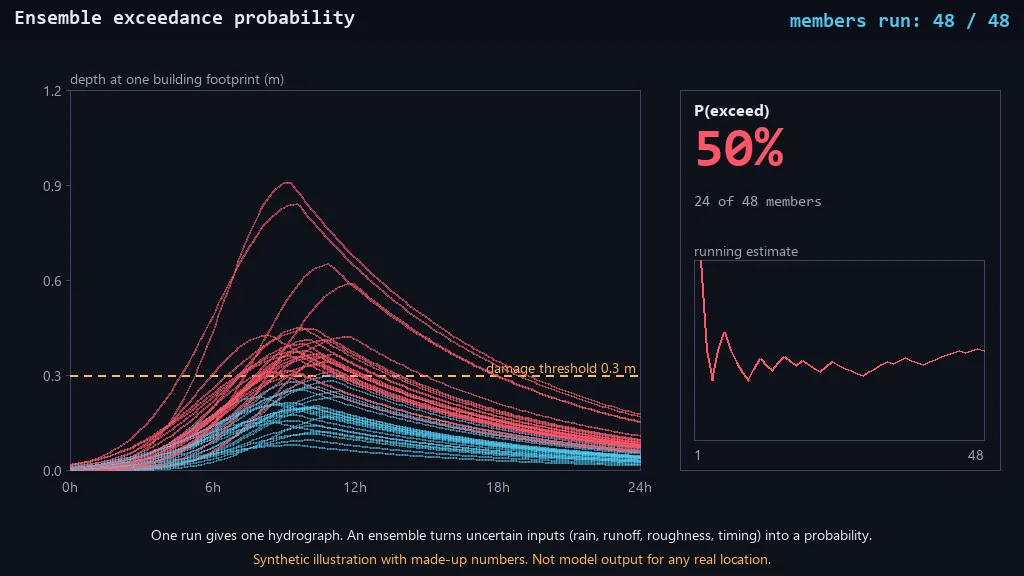 Ensemble exceedance probability
members run: 48 / 48
depth at one building footprint (m)
1.2
0.9
0.6
0.3
0.0
0h
6h
12h
18h
24h
damage threshold 0.3 m
P(exceed)
50%
24 of 48 members
running estimate
1
48
One run gives one hydrograph. An ensemble turns uncertain inputs (rain, runoff, roughness, timing) into a probability.
Synthetic illustration with made-up numbers. Not model output for any real location.